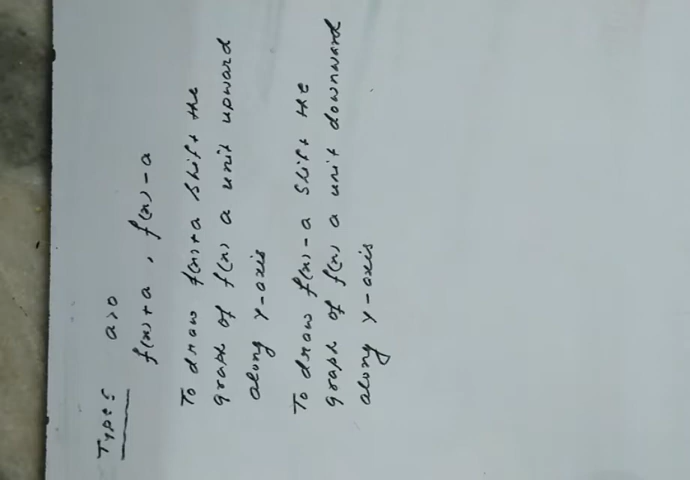 Types a>0
f(x)+a, f(x)-a
To draw f(x)+a shift the
graph of f(x) a unit upward
along y-axis
To draw f(x)-a shift the
graph of f(x) a unit downward
along y-axis